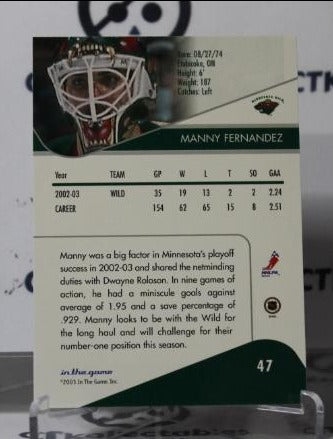 Born: 08/27/74
Etobicoke, ON
Height: 6'
Weight: 187
Catches: Left
MINNESOTA WILD
MANNY FERNANDEZ
Year TEAM GP W L T SO GAA
2002-03 WILD 35 19 13 2 2 2.24
CAREER 154 62 65 15 8 2.51
Manny was a big factor in Minnesota's playoff
success in 2002-03 and shared the netminding
duties with Dwayne Roloson. In nine games of
action, he had a miniscule goals against
average of 1.95 and a save percentage of
.929. Manny looks to be with the Wild for
the long haul and will challenge for their
number-one position this season.
NHLPA
in the game
©2003 In The Game, Inc
47